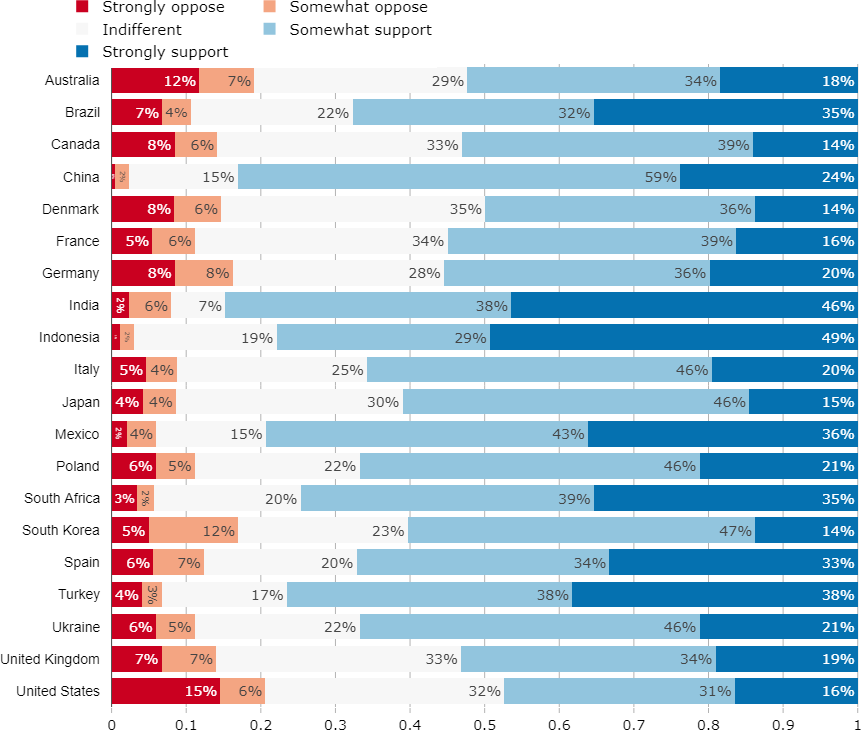 Strongly oppose Somewhat oppose
Indifferent Somewhat support
Strongly support
Australia 12% 7% 29% 34% 18%
Brazil 7% 4% 22% 32% 35%
Canada 8% 6% 33% 39% 14%
China 2% 15% 59% 24%
Denmark 8% 6% 35% 36% 14%
France 5% 6% 34% 39% 16%
Germany 8% 8% 28% 36% 20%
India 2% 6% 7% 38% 46%
Indonesia 2% 19% 29% 49%
Italy 5% 4% 25% 46% 20%
Japan 4% 4% 30% 46% 15%
Mexico 2% 4% 15% 43% 36%
Poland 6% 5% 22% 46% 21%
South Africa 3% 2% 20% 39% 35%
South Korea 5% 12% 23% 47% 14%
Spain 6% 7% 20% 34% 33%
Turkey 4% 3% 17% 38% 38%
Ukraine 6% 5% 22% 46% 21%
United Kingdom 7% 7% 33% 34% 19%
United States 15% 6% 32% 31% 16%
0 0.1 0.2 0.3 0.4 0.5 0.6 0.7 0.8 0.9 1